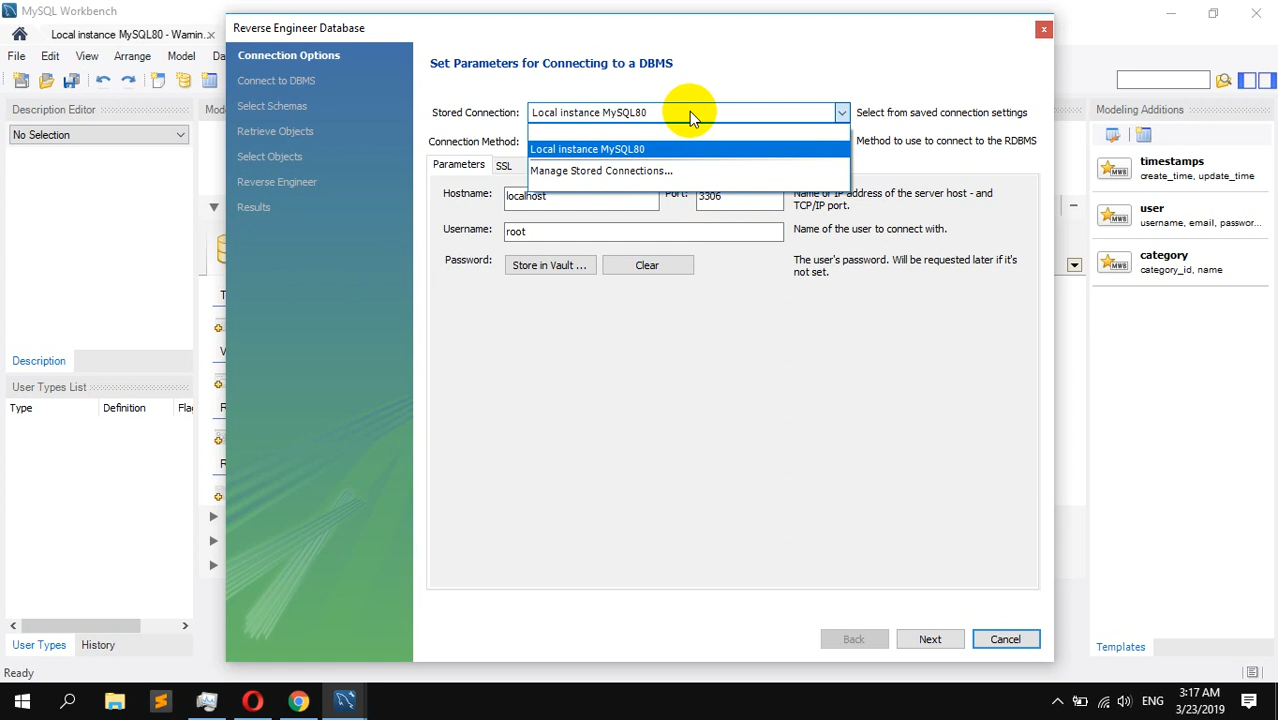 MySQL Workbench
Local instance MySQL80 - Warnin...
File Edit View Arrange Model Da
Description Editor
No Selection
Description
User Types List
Type Definition Flag
User Types History
Ready
Reverse Engineer Database
Connection Options
Connect to DBMS
Select Schemas
Retrieve Objects
Select Objects
Reverse Engineer
Results
Set Parameters for Connecting to a DBMS
Stored Connection: Local instance MySQL80 Select from saved connection settings
Connection Method: Method to use to connect to the RDBMS
Local instance MySQL80
Manage Stored Connections...
Parameters SSL
Hostname: localhost Port: 3306 Name or IP address of the server host - and
TCP/IP port.
Username: root Name of the user to connect with.
Password: Store in Vault ... Clear The user's password. Will be requested later if it's
not set.
Back Next Cancel
Modeling Additions
timestamps
create_time, update_time
user
username, email, passwor...
category
category_id, name
Templates
ENG
3:17 AM
3/23/2019